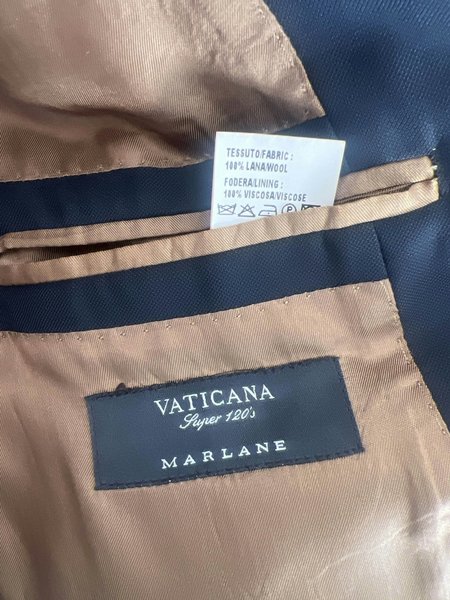 TESSUTO/FABRIC :
100% LANA/WOOL
FODERA/LINING :
100% VISCOSA/VISCOSE
VATICANA
Super 120's
MARLANE